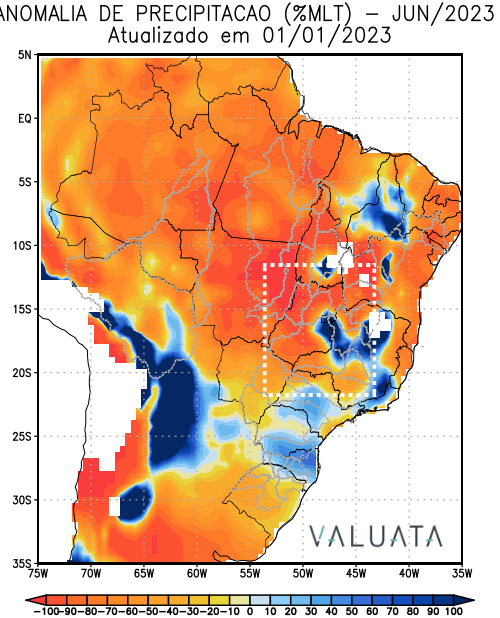 ANOMALIA DE PRECIPITACAO (%MLT) – JUN/2023
Atualizado em 01/01/2023
5N
EQ
5S
10S
15S
20S
25S
30S
35S
VALUATA
75W 70W 65W 60W 55W 50W 45W 40W 35W
-100 -90 -80 -70 -60 -50 -40 -30 -20 -10 0 10 20 30 40 50 60 70 80 90 100